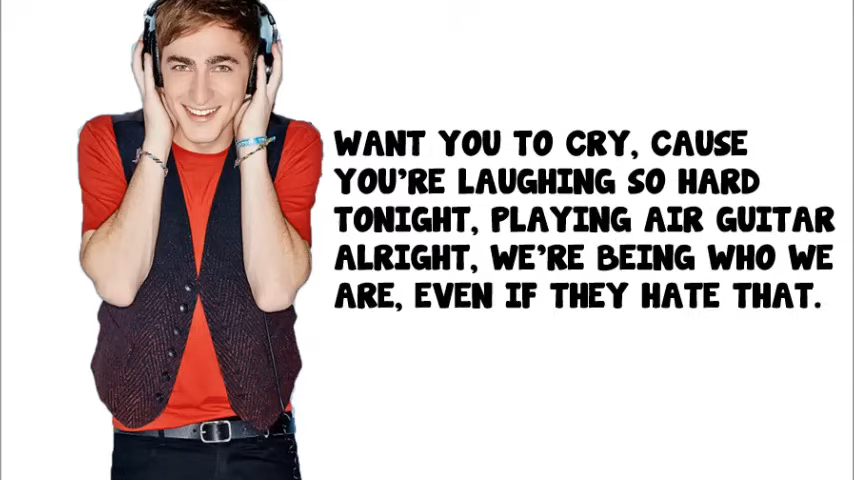 WANT YOU TO CRY, CAUSE
YOU'RE LAUGHING SO HARD
TONIGHT, PLAYING AIR GUITAR
ALRIGHT, WE'RE BEING WHO WE
ARE, EVEN IF THEY HATE THAT.